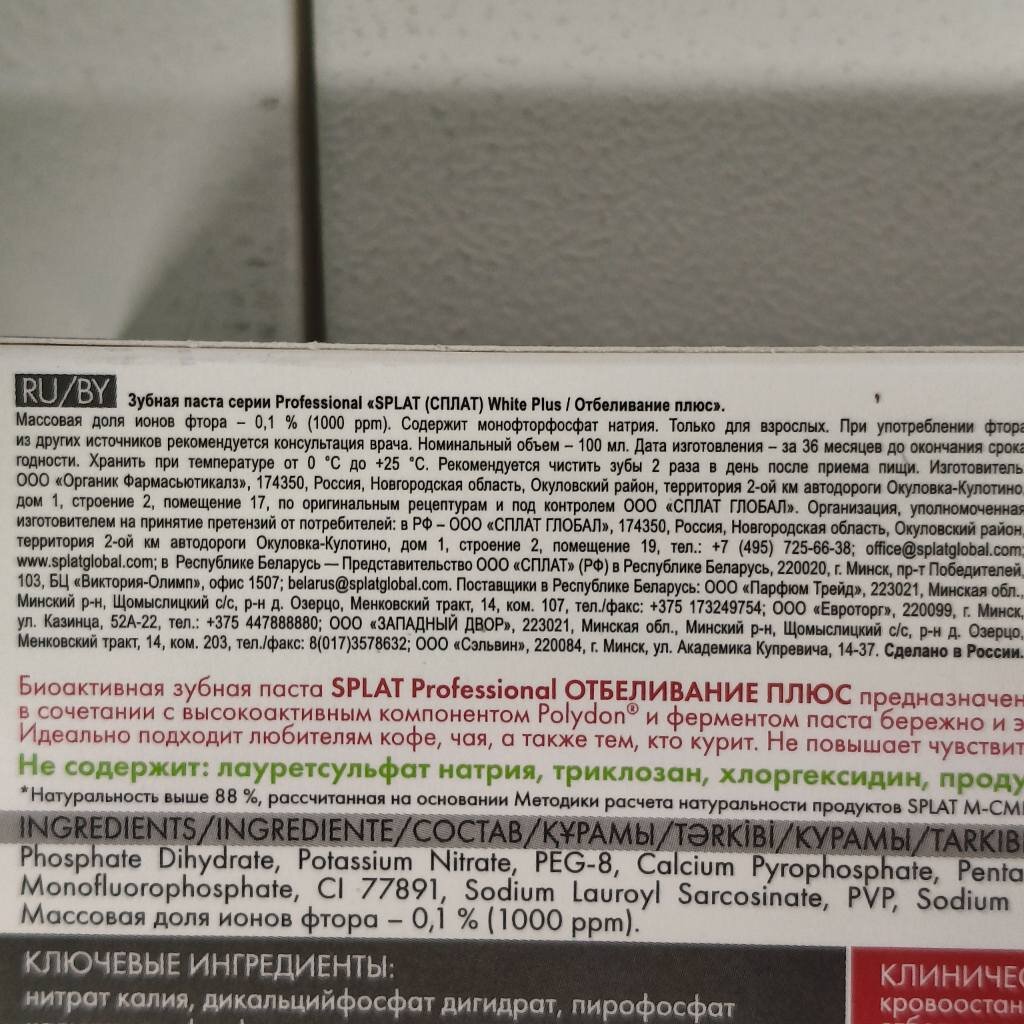 RU/BY Зубная паста серии Professional «SPLAT (СПЛАТ) White Plus / Отбеливание плюс».
Массовая доля ионов фтора – 0,1 % (1000 ppm). Содержит монофторфосфат натрия. Только для взрослых. При употреблении фтора
из других источников рекомендуется консультация врача. Номинальный объем – 100 мл. Дата изготовления – за 36 месяцев до окончания срока
годности. Хранить при температуре от 0 °C до +25 °C. Рекомендуется чистить зубы 2 раза в день после приема пищи. Изготовитель
ООО «Органик Фармасьютикалз», 174350, Россия, Новгородская область, Окуловский район, территория 2-ой км автодороги Окуловка-Кулотино,
дом 1, строение 2, помещение 17, по оригинальным рецептурам и под контролем ООО «СПЛАТ ГЛОБАЛ». Организация, уполномоченная
изготовителем на принятие претензий от потребителей: в РФ – ООО «СПЛАТ ГЛОБАЛ», 174350, Россия, Новгородская область, Окуловский район,
территория 2-ой км автодороги Окуловка-Кулотино, дом 1, строение 2, помещение 19, тел.: +7 (495) 725-66-38; office@splatglobal.com;
www.splatglobal.com; в Республике Беларусь — Представительство ООО «СПЛАТ» (РФ) в Республике Беларусь, 220020, г. Минск, пр-т Победителей,
103, БЦ «Виктория-Олимп», офис 1507; belarus@splatglobal.com. Поставщики в Республике Беларусь: ООО «Парфюм Трейд», 223021, Минская обл.,
Минский р-н, Щомыслицкий с/с, р-н д. Озерцо, Менковский тракт, 14, ком. 107, тел./факс: +375 173249754; ООО «Евроторг», 220099, г. Минск,
ул. Казинца, 52А-22, тел.: +375 447888880; ООО «ЗАПАДНЫЙ ДВОР», 223021, Минская обл., Минский р-н, Щомыслицкий с/с, р-н д. Озерцо,
Менковский тракт, 14, ком. 203, тел./факс: 8(017)3578632; ООО «Сэльвин», 220084, г. Минск, ул. Академика Купревича, 14-37. Сделано в России.
Биоактивная зубная паста SPLAT Professional ОТБЕЛИВАНИЕ ПЛЮС предназначен
в сочетании с высокоактивным компонентом Polydon® и ферментом паста бережно и э
Идеально подходит любителям кофе, чая, а также тем, кто курит. Не повышает чувствит
Не содержит: лауретсульфат натрия, триклозан, хлоргексидин, проду
*Натуральность выше 88 %, рассчитанная на основании Методики расчета натуральности продуктов SPLAT М-СМ
INGREDIENTS/INGREDIENTE/СОСТАВ/ҚҰРАМЫ/TƏRKİBİ/КУРАМЫ/TARKIBI
Phosphate Dihydrate, Potassium Nitrate, PEG-8, Calcium Pyrophosphate, Penta
Monofluorophosphate, CI 77891, Sodium Lauroyl Sarcosinate, PVP, Sodium
Массовая доля ионов фтора – 0,1 % (1000 ppm).
КЛЮЧЕВЫЕ ИНГРЕДИЕНТЫ:
нитрат калия, дикальцийфосфат дигидрат, пирофосфат
КЛИНИЧЕС
кровоостан